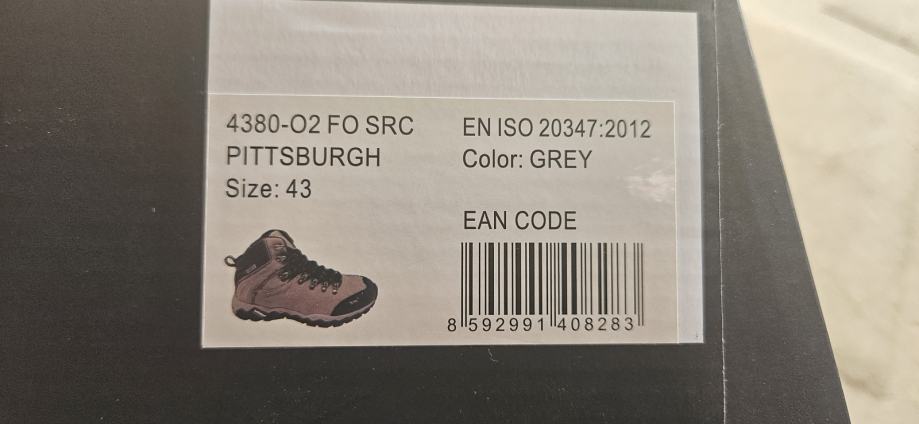 4380-O2 FO SRC
PITTSBURGH
Size: 43
EN ISO 20347:2012
Color: GREY
EAN CODE
8 592991 408283